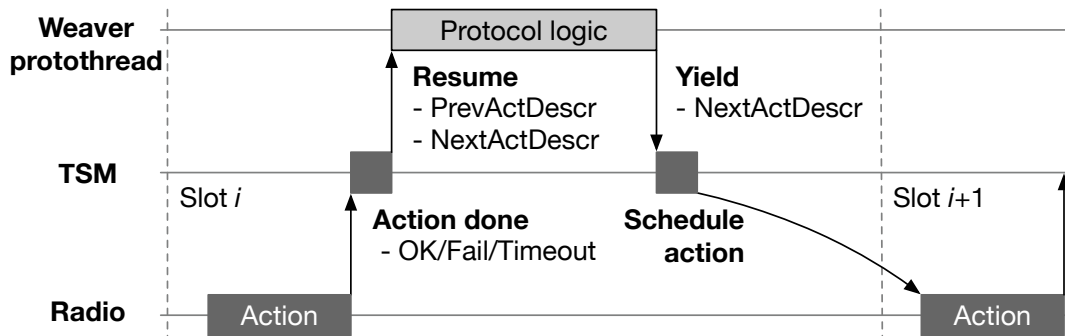 Weaver
protothread
Protocol logic
Resume
- PrevActDescr
- NextActDescr
Yield
- NextActDescr
TSM
Slot i
Slot i+1
Action done
- OK/Fail/Timeout
Schedule
action
Radio
Action
Action